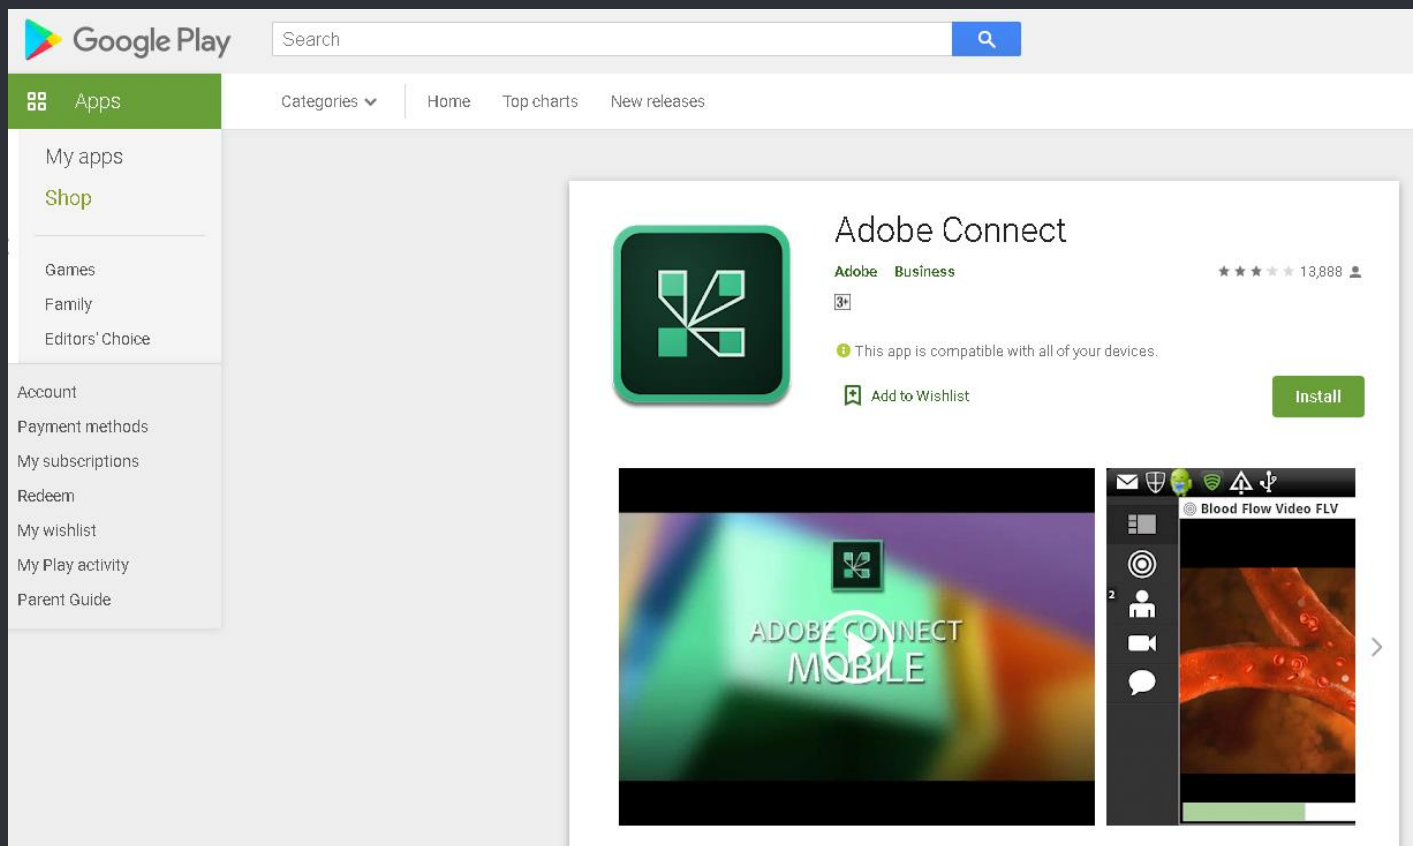 Google Play
Search
Apps
Categories
Home
Top charts
New releases
My apps
Shop
Games
Family
Editors' Choice
Account
Payment methods
My subscriptions
Redeem
My wishlist
My Play activity
Parent Guide
Adobe Connect
Adobe Business
13,888
3+
This app is compatible with all of your devices.
Add to Wishlist
Install
ADOBE CONNECT
MOBILE
Blood Flow Video FLV
2